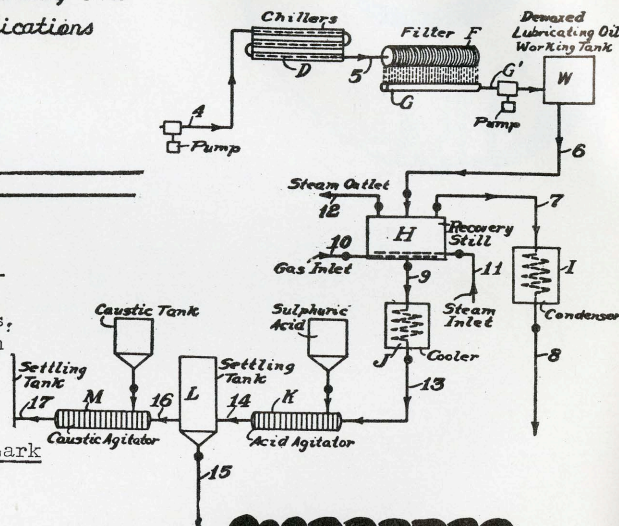 ications
Chillers
D
5
Filter F
G
G'
Pump
Dewaxed
Lubricating Oil
Working Tank
W
4
Pump
6
Steam Outlet
12
7
H
Recovery
Still
10
Gas Inlet
9
11
Steam
Inlet
I
Condenser
8
J
Cooler
13
Caustic Tank
Sulphuric
Acid
s.
n
Settling
Tank
17
M
Caustic Agitator
16
L
Settling
Tank
14
K
Acid Agitator
15
ark